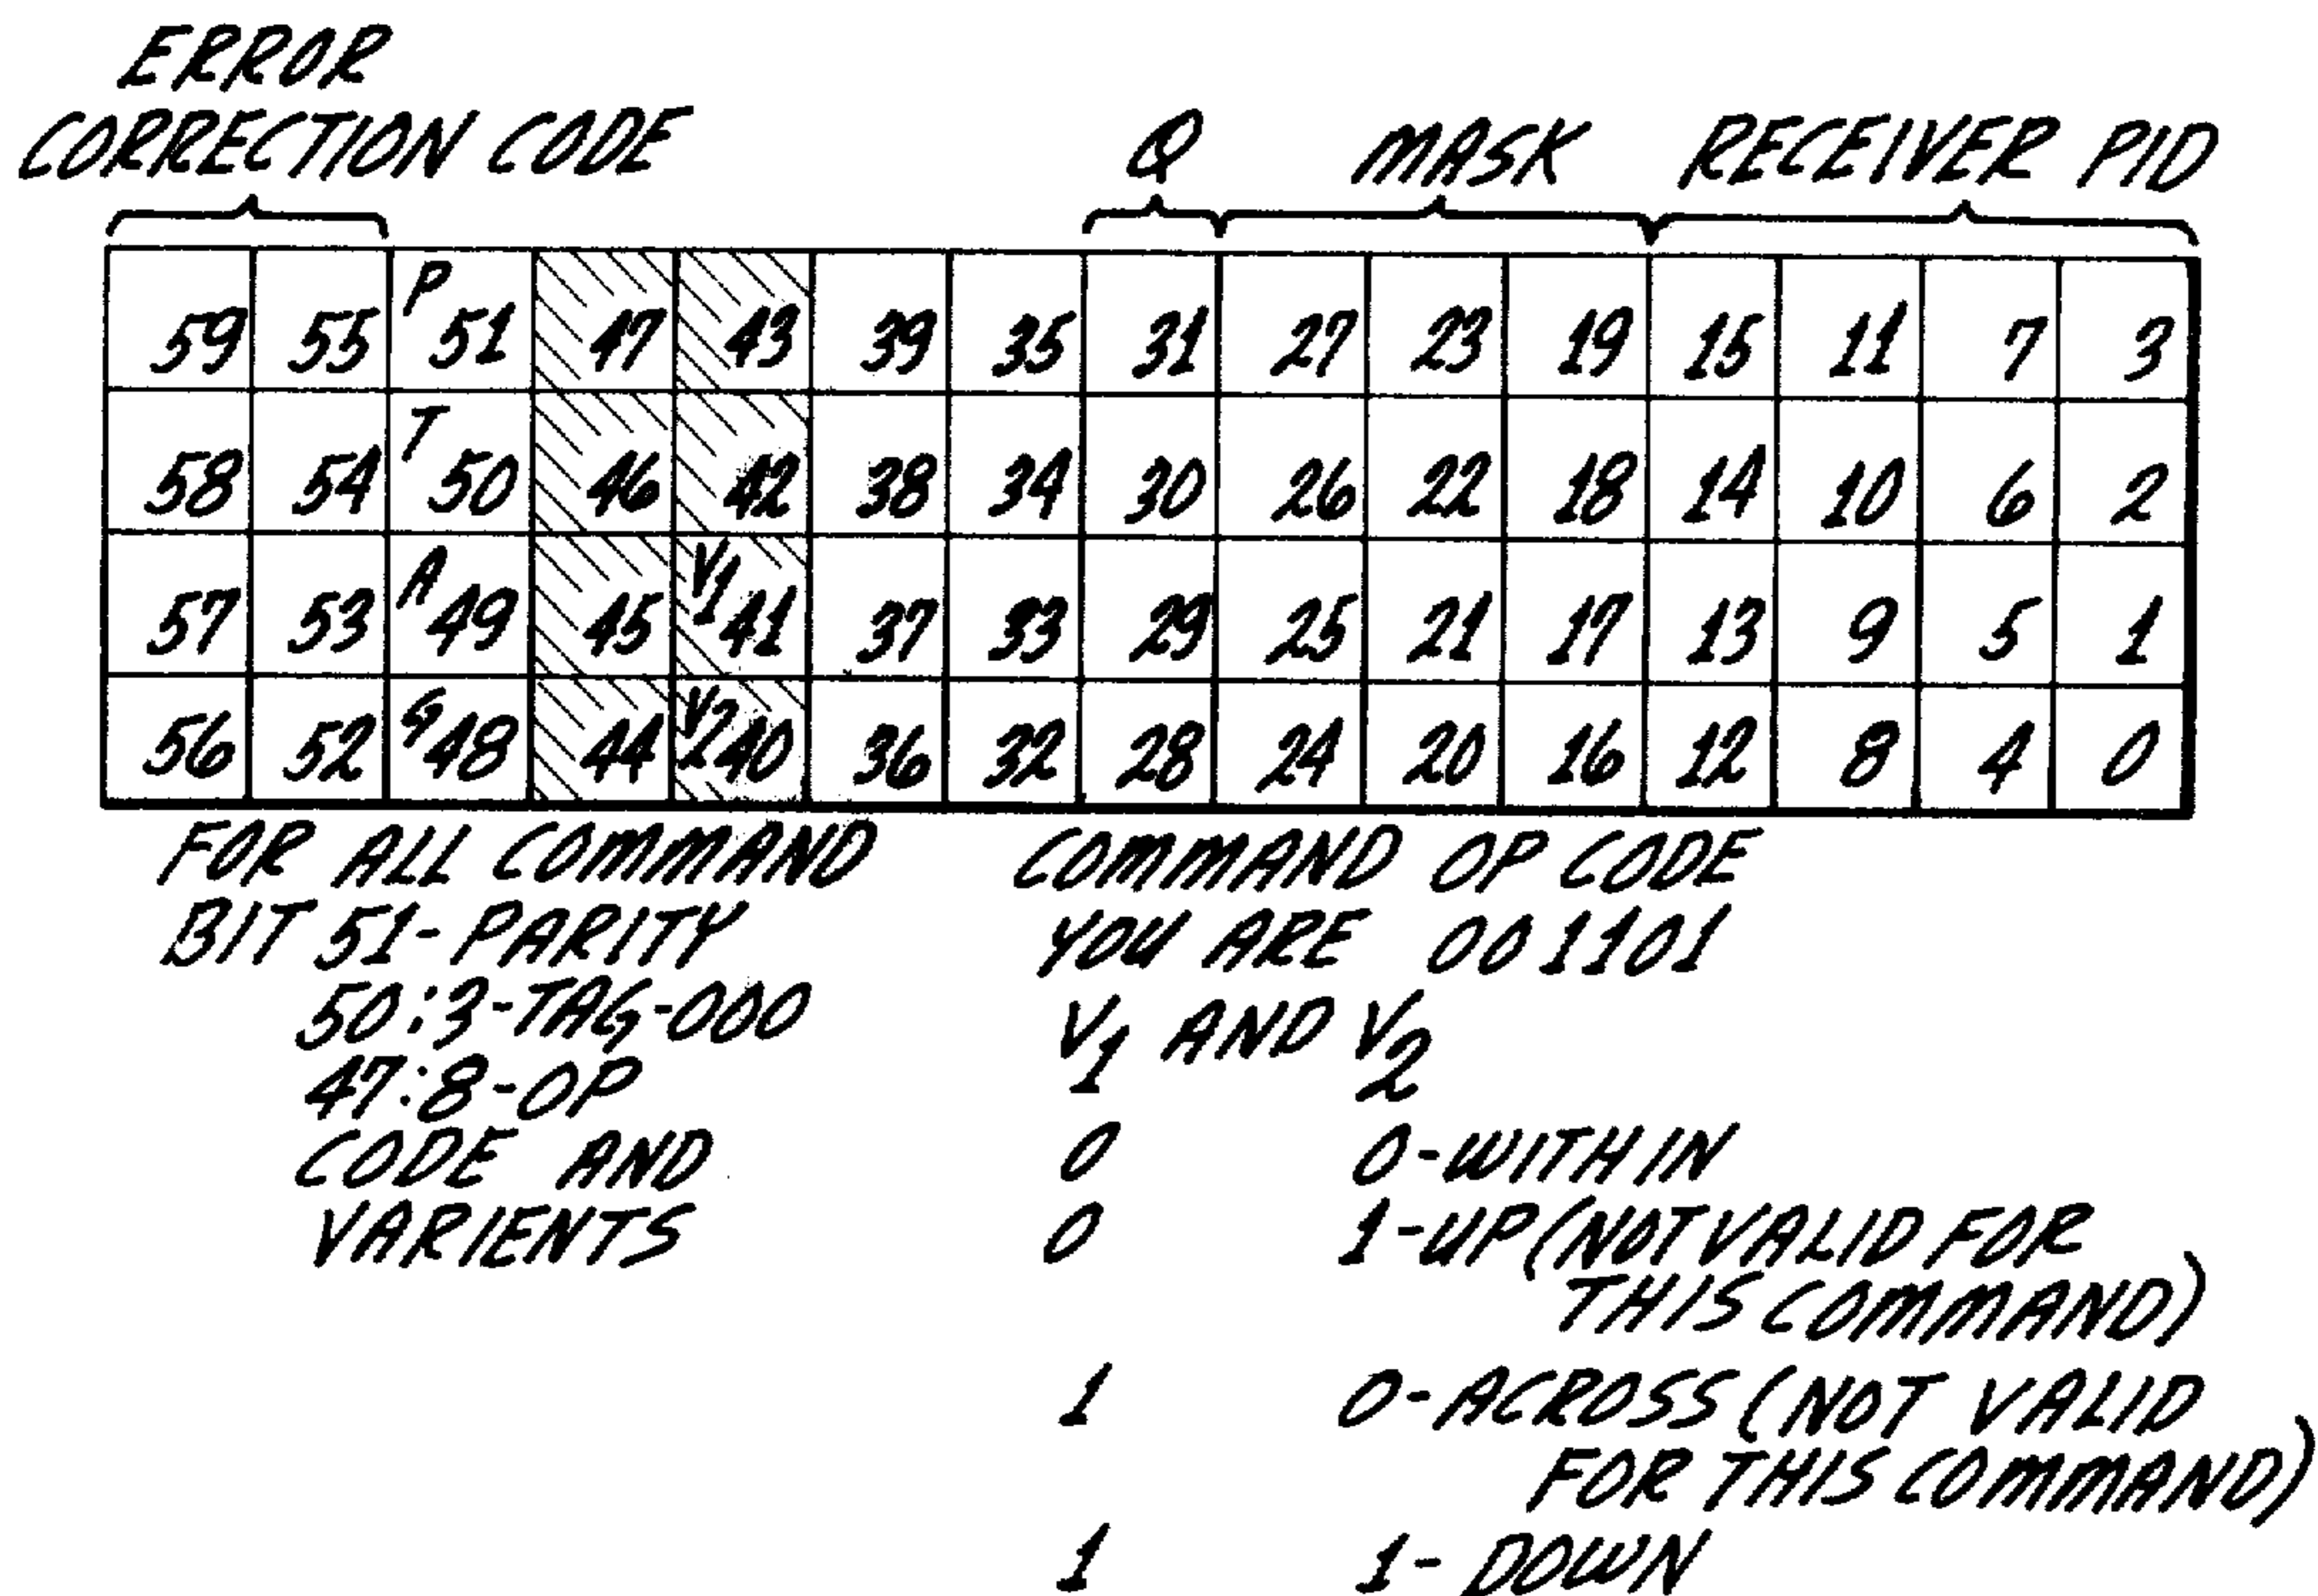 ERROR
CORRECTION CODE Q MASK RECEIVER PID
59 55 P 51 47 43 39 35 31 27 23 19 15 11 7 3
58 54 T 50 46 42 38 34 30 26 22 18 14 10 6 2
57 53 A 49 45 V1 41 37 33 29 25 21 17 13 9 5 1
56 52 G 48 44 V2 40 36 32 28 24 20 16 12 8 4 0
FOR ALL COMMAND
BIT 51-PARITY
50:3-TAG-000
47:8-OP
CODE AND
VARIENTS
COMMAND OP CODE
YOU ARE 001101
V1 AND V2
0 0-WITHIN
0 1-UP (NOT VALID FOR
THIS COMMAND)
1 0-ACROSS (NOT VALID
FOR THIS COMMAND)
1 1-DOWN